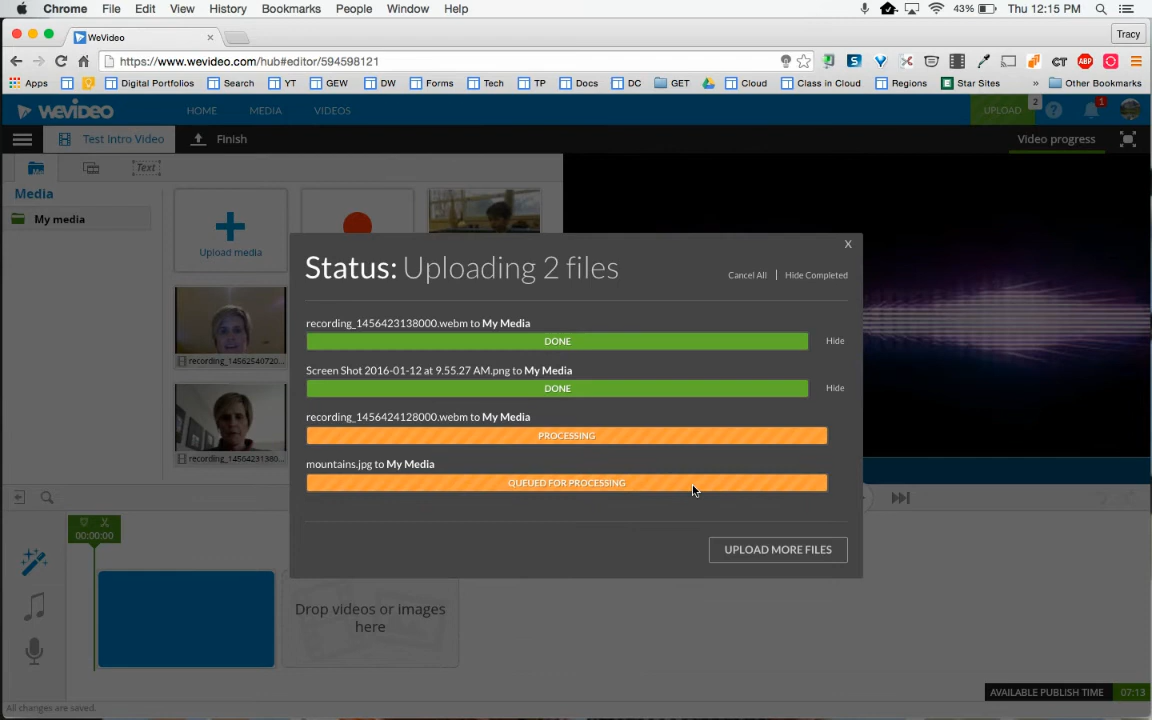 Chrome File Edit View History Bookmarks People Window Help 43% Thu 12:15 PM
WeVideo × Tracy
https://www.wevideo.com/hub#editor/594598121
Apps Digital Portfolios Search YT GEW DW Forms Tech TP Docs DC GET Cloud Class in Cloud Regions Star Sites » Other Bookmarks
WEVIDEO HOME MEDIA VIDEOS UPLOAD 2 ? 1
Test Intro Video Finish Video progress
Text
Media
My media
Upload media
recording_14562540720...
recording_14564231380...
X
Status: Uploading 2 files
Cancel All | Hide Completed
recording_1456423138000.webm to My Media
DONE Hide
Screen Shot 2016-01-12 at 9.55.27 AM.png to My Media
DONE Hide
recording_1456424128000.webm to My Media
PROCESSING
mountains.jpg to My Media
QUEUED FOR PROCESSING
UPLOAD MORE FILES
00:00:00
Drop videos or images
here
AVAILABLE PUBLISH TIME 07:13
All changes are saved.